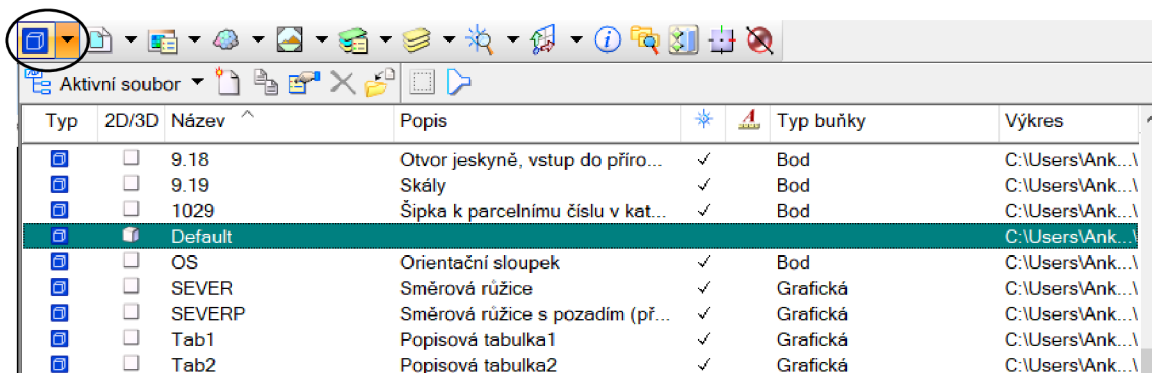 Aktivní soubor
Typ 2D/3D Název Popis Typ buňky Výkres
9.18 Otvor jeskyně, vstup do příro... ✓ Bod C:\Users\Ank...\
9.19 Skály ✓ Bod C:\Users\Ank...\
1029 Šipka k parcelnímu číslu v kat... ✓ Bod C:\Users\Ank...\
Default C:\Users\Ank...\
OS Orientační sloupek ✓ Bod C:\Users\Ank...\
SEVER Směrová růžice ✓ Grafická C:\Users\Ank...\
SEVERP Směrová růžice s pozadím (př... ✓ Grafická C:\Users\Ank...\
Tab1 Popisová tabulka1 ✓ Grafická C:\Users\Ank...\
Tab2 Popisová tabulka2 ✓ Grafická C:\Users\Ank...\